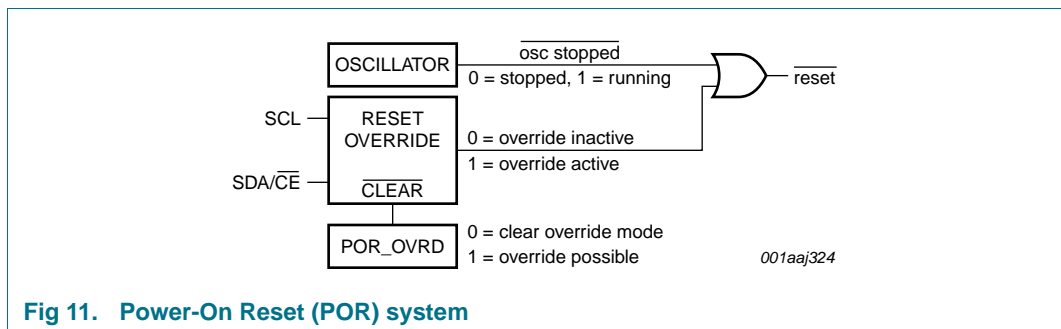 OSCILLATOR
osc stopped
0 = stopped, 1 = running
reset
SCL
RESET
OVERRIDE
0 = override inactive
1 = override active
SDA/CE
CLEAR
POR_OVRD
0 = clear override mode
1 = override possible
001aaj324
Fig 11. Power-On Reset (POR) system